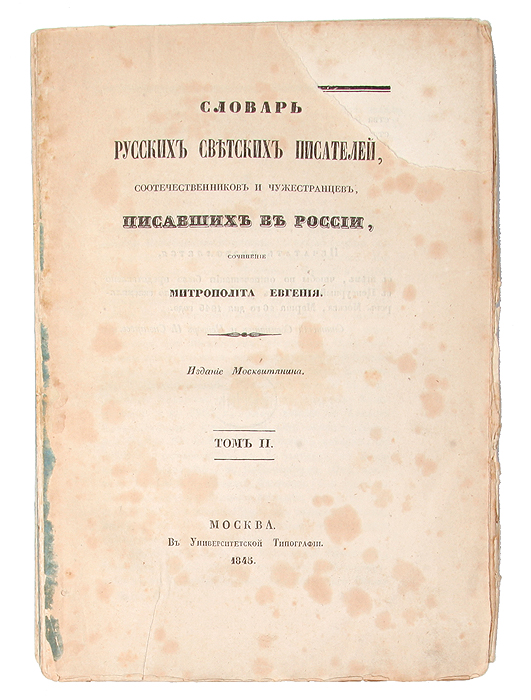 СЛОВАРЬ
РУССКИХЪ СВѢТСКИХЪ ПИСАТЕЛЕЙ,
СООТЕЧЕСТВЕННИКОВЪ И ЧУЖЕСТРАНЦЕВЪ,
ПИСАВШИХЪ ВЪ РОССІИ,
СОЧИНЕНІЕ
МИТРОПОЛІТА ЕВГЕНІЯ.
Изданіе Москвитянина.
ТОМЪ II.
МОСКВА.
Въ Университетской Типографіи.
1845.